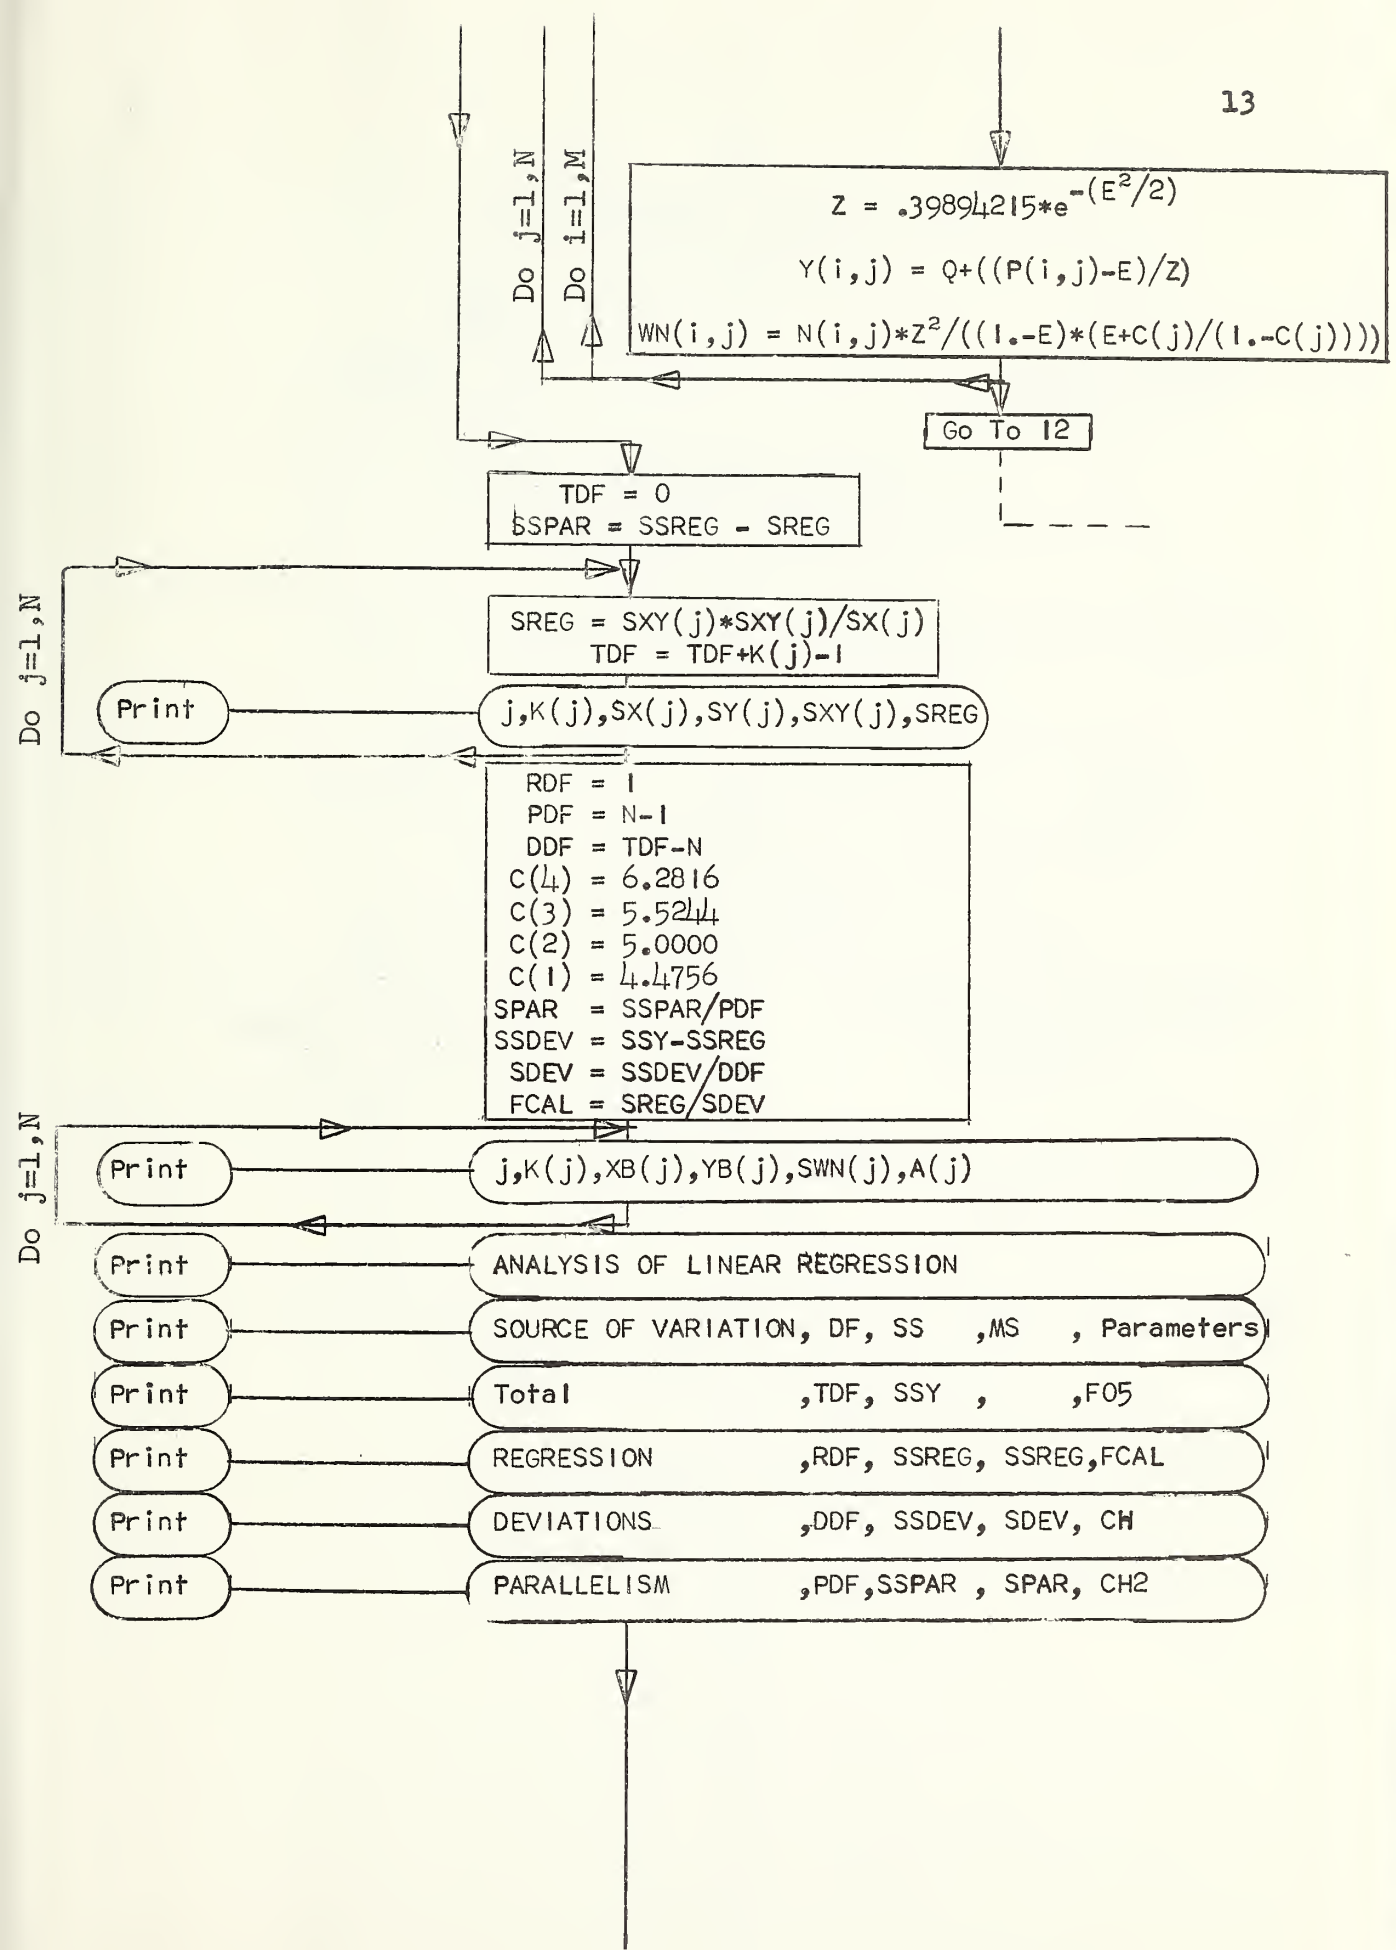 13
Do j=1,N
Do i=1,M
Z = .39894215*e-(E²/2)
Y(i,j) = Q+((P(i,j)-E)/Z)
WN(i,j) = N(i,j)*Z²/((1.-E)*(E+C(j)/(1.-C(j))))
Go To 12
TDF = 0
SSPAR = SSREG - SREG
Do j=1,N
SREG = SXY(j)*SXY(j)/SX(j)
TDF = TDF+K(j)-1
Print j,K(j),SX(j),SY(j),SXY(j),SREG
RDF = 1
PDF = N-1
DDF = TDF-N
C(4) = 6.2816
C(3) = 5.5244
C(2) = 5.0000
C(1) = 4.4756
SPAR = SSPAR/PDF
SSDEV = SSY-SSREG
SDEV = SSDEV/DDF
FCAL = SREG/SDEV
Do j=1,N
Print j,K(j),XB(j),YB(j),SWN(j),A(j)
Print ANALYSIS OF LINEAR REGRESSION
Print SOURCE OF VARIATION, DF, SS ,MS , Parameters
Print Total ,TDF, SSY , ,F05
Print REGRESSION ,RDF, SSREG, SSREG,FCAL
Print DEVIATIONS ,DDF, SSDEV, SDEV, CH
Print PARALLELISM ,PDF,SSPAR , SPAR, CH2